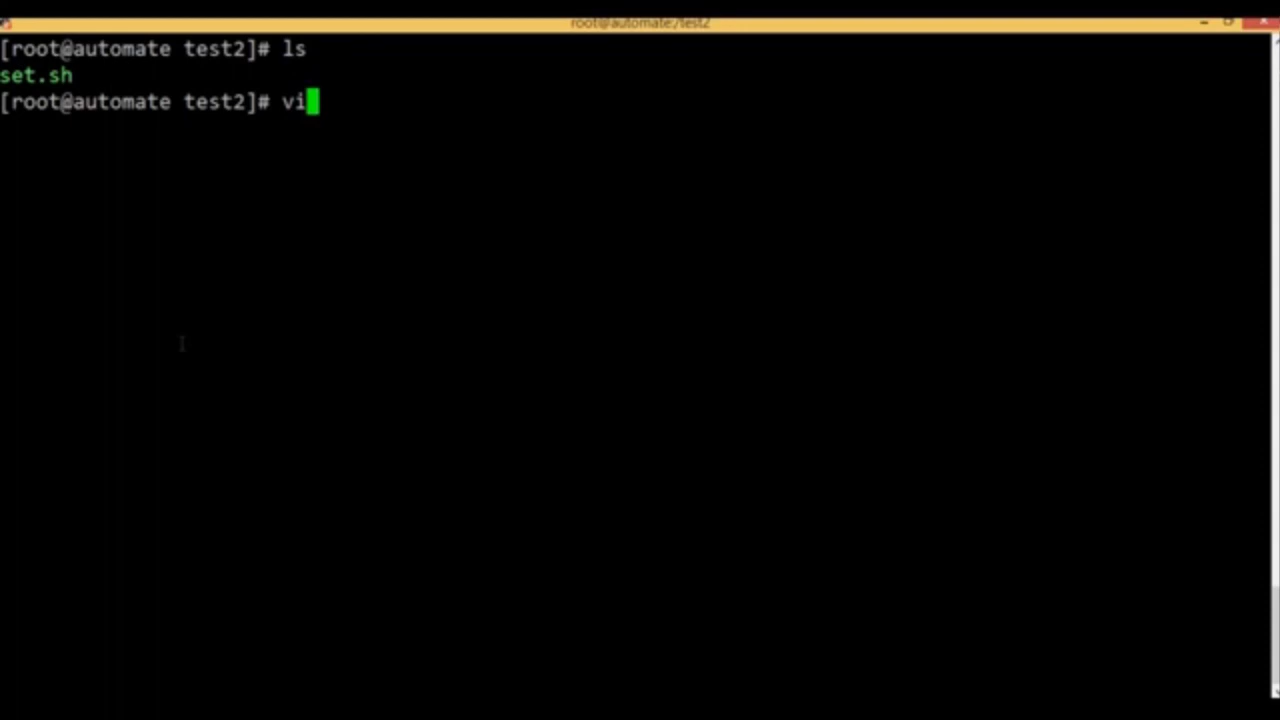 root@automate:/test2
[root@automate test2]# ls
set.sh
[root@automate test2]# vi